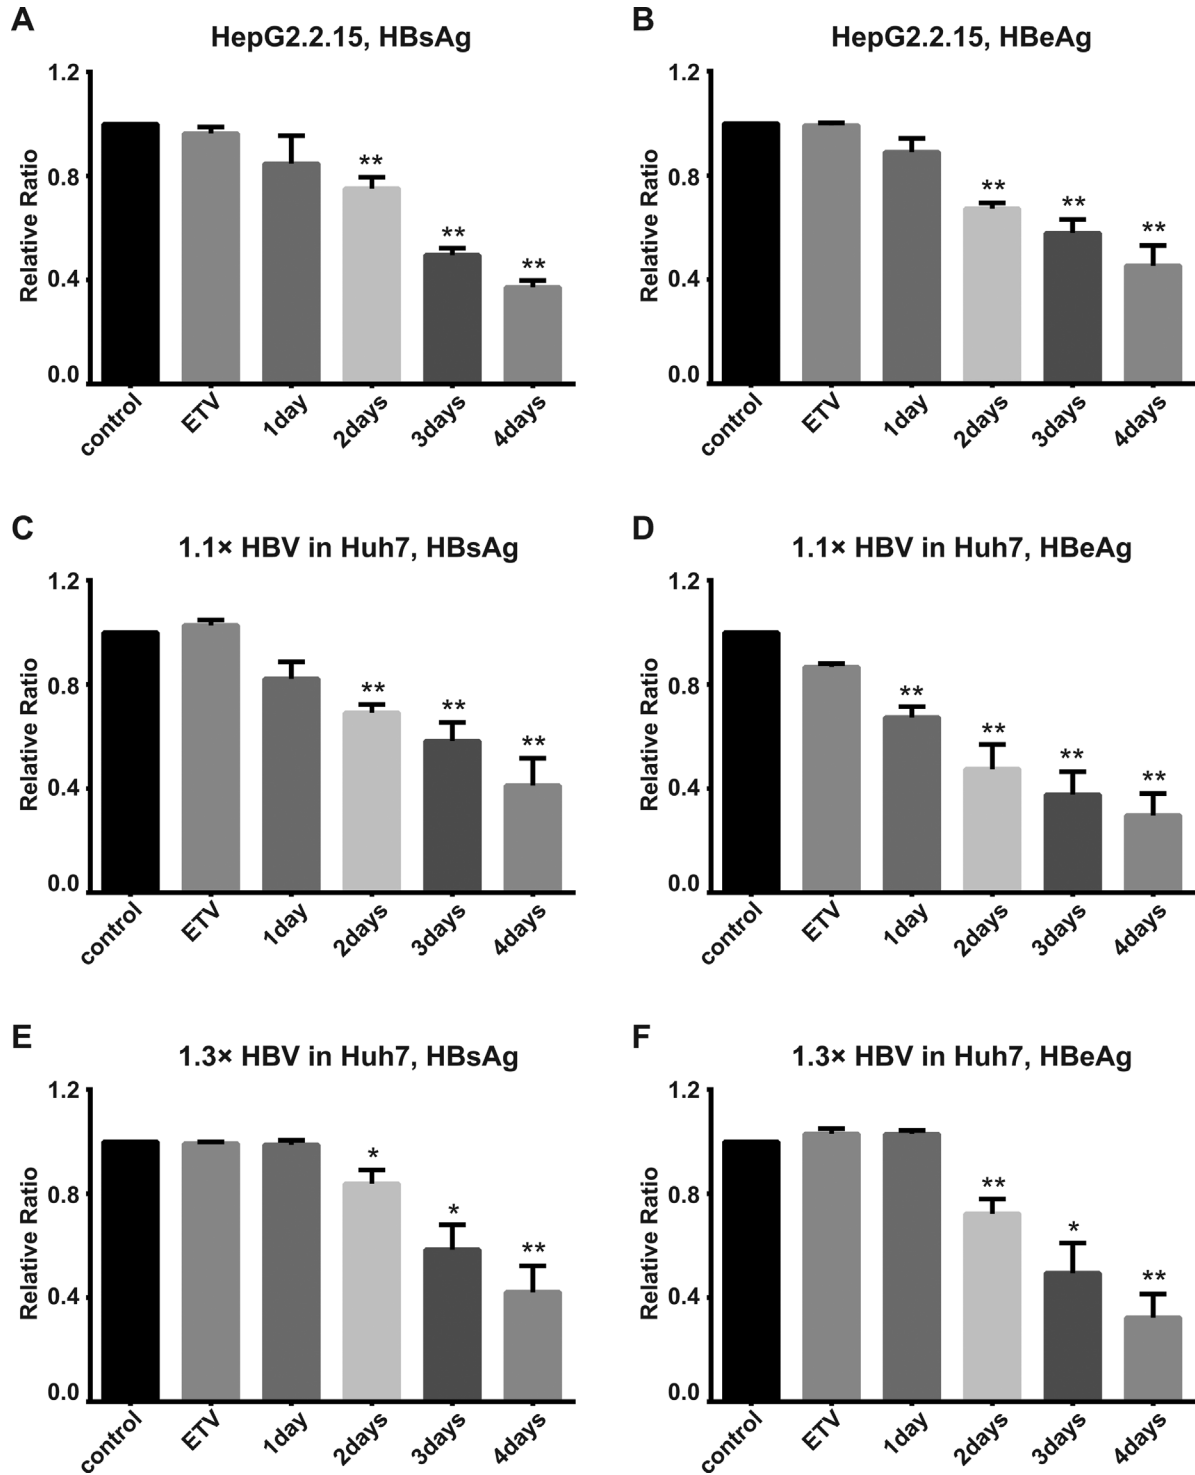 A
HepG2.2.15, HBsAg
Relative Ratio
1.2
0.8
0.4
0.0
**
**
**
control
ETV
1day
2days
3days
4days
B
HepG2.2.15, HBeAg
Relative Ratio
1.2
0.8
0.4
0.0
**
**
**
control
ETV
1day
2days
3days
4days
C
1.1× HBV in Huh7, HBsAg
Relative Ratio
1.2
0.8
0.4
0.0
**
**
**
control
ETV
1day
2days
3days
4days
D
1.1× HBV in Huh7, HBeAg
Relative Ratio
1.2
0.8
0.4
0.0
**
**
**
**
control
ETV
1day
2days
3days
4days
E
1.3× HBV in Huh7, HBsAg
Relative Ratio
1.2
0.8
0.4
0.0
*
*
**
control
ETV
1day
2days
3days
4days
F
1.3× HBV in Huh7, HBeAg
Relative Ratio
1.2
0.8
0.4
0.0
**
*
**
control
ETV
1day
2days
3days
4days